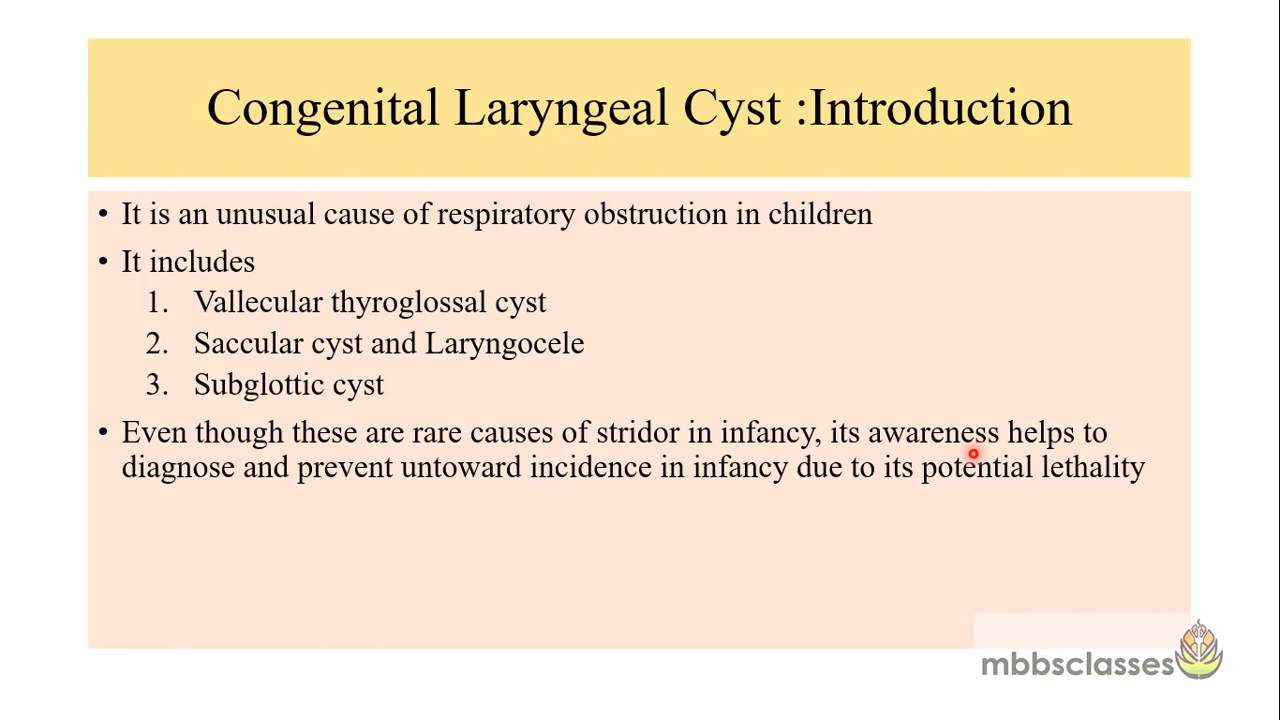 Congenital Laryngeal Cyst :Introduction
• It is an unusual cause of respiratory obstruction in children
• It includes
1. Vallecular thyroglossal cyst
2. Saccular cyst and Laryngocele
3. Subglottic cyst
• Even though these are rare causes of stridor in infancy, its awareness helps to
diagnose and prevent untoward incidence in infancy due to its potential lethality
mbbsclasses